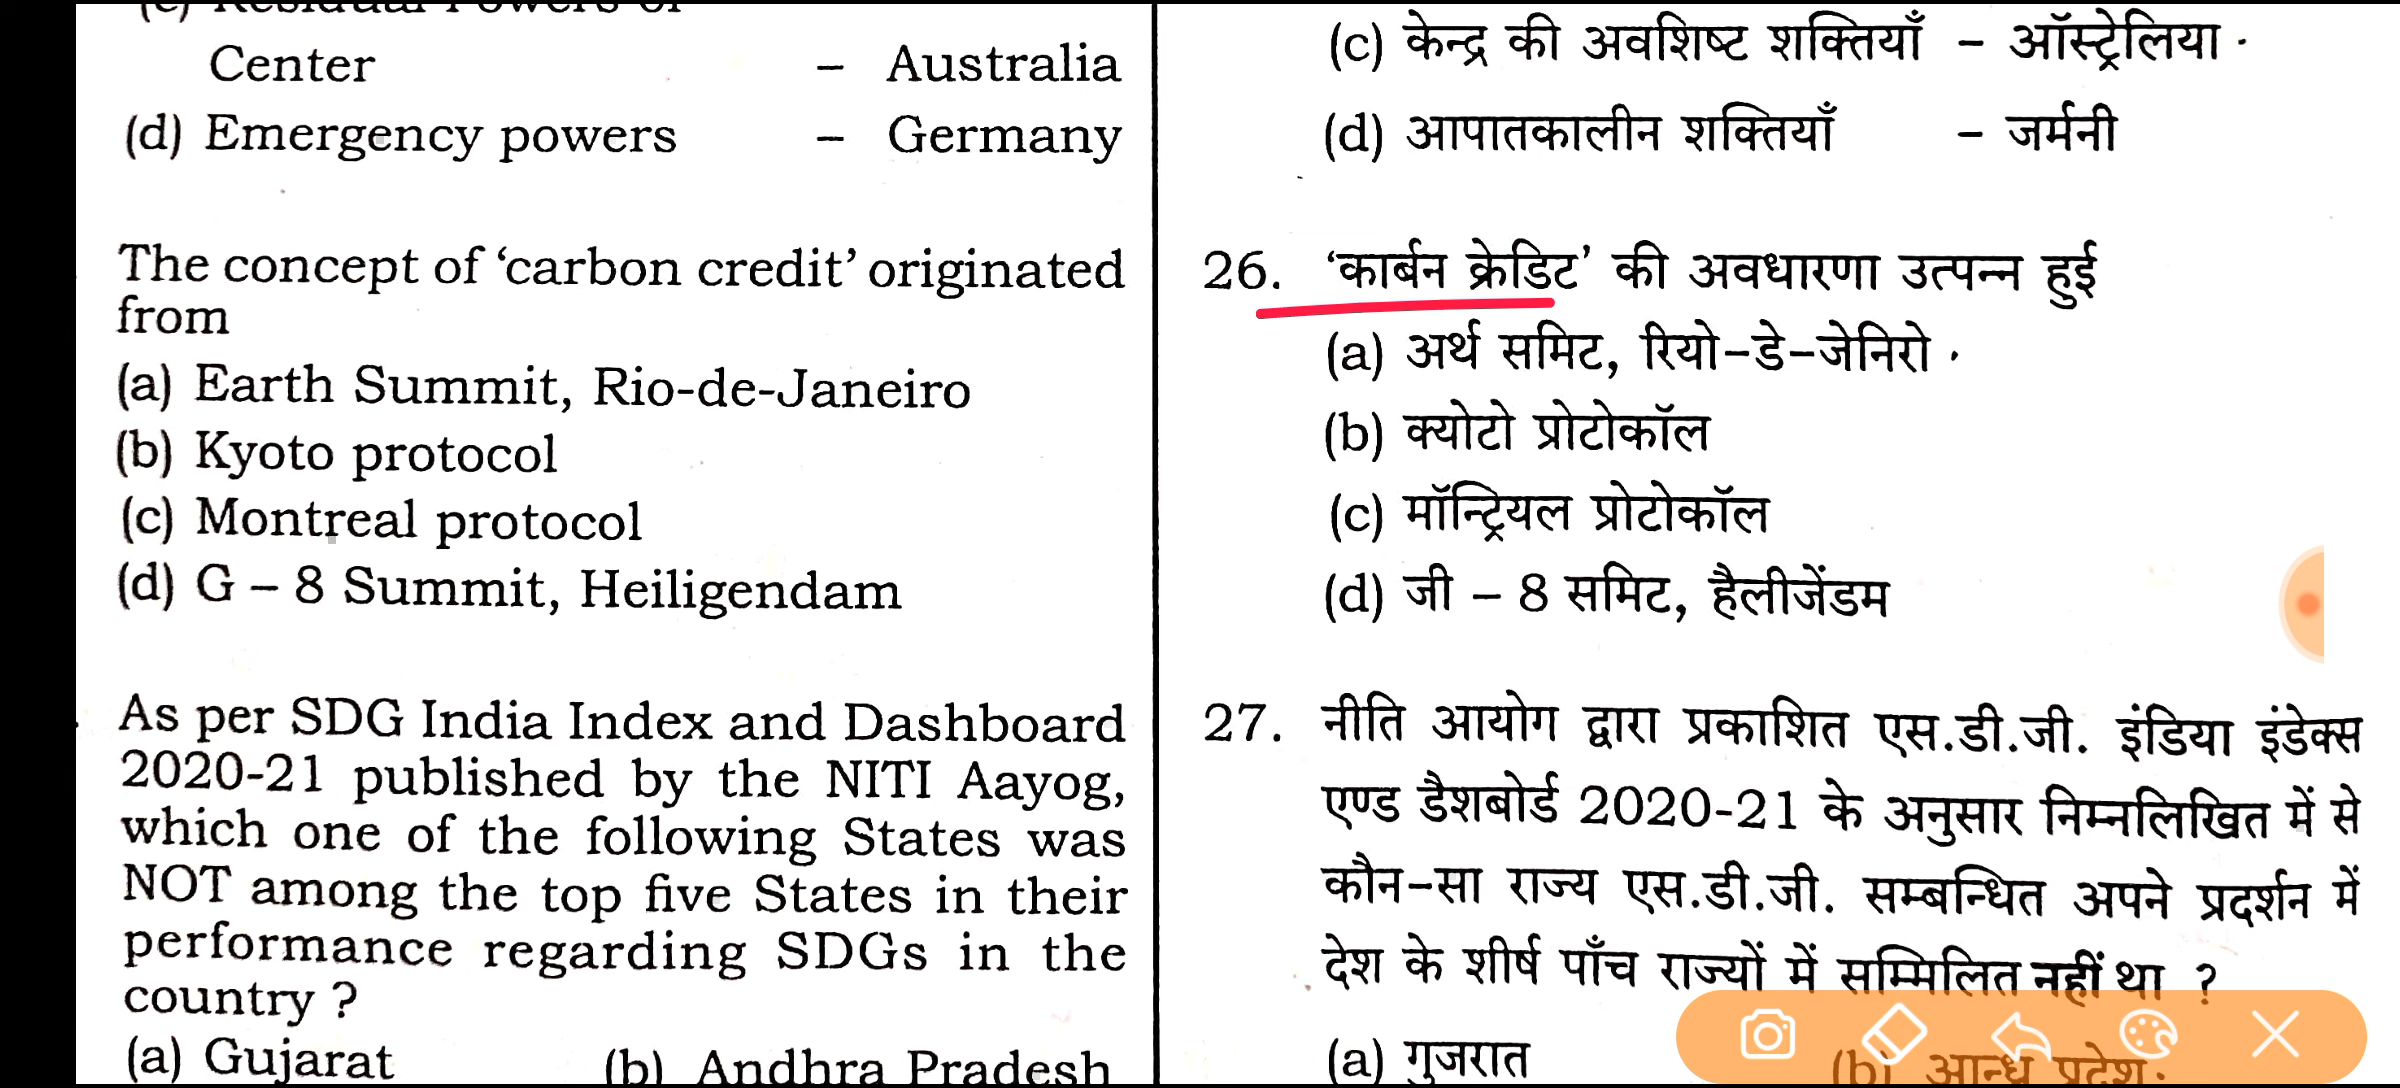 (c) Residual Powers of
Center – Australia
(d) Emergency powers – Germany
The concept of ‘carbon credit’ originated
from
(a) Earth Summit, Rio-de-Janeiro
(b) Kyoto protocol
(c) Montreal protocol
(d) G – 8 Summit, Heiligendam
As per SDG India Index and Dashboard
2020-21 published by the NITI Aayog,
which one of the following States was
NOT among the top five States in their
performance regarding SDGs in the
country ?
(a) Gujarat (b) Andhra Pradesh
(c) केन्द्र की अवशिष्ट शक्तियाँ – ऑस्ट्रेलिया
(d) आपातकालीन शक्तियाँ – जर्मनी
26. ‘कार्बन क्रेडिट’ की अवधारणा उत्पन्न हुई
(a) अर्थ समिट, रियो-डे-जेनिरो
(b) क्योटो प्रोटोकॉल
(c) मॉन्ट्रियल प्रोटोकॉल
(d) जी – 8 समिट, हैलीजेंडम
27. नीति आयोग द्वारा प्रकाशित एस.डी.जी. इंडिया इंडेक्स
एण्ड डैशबोर्ड 2020-21 के अनुसार निम्नलिखित में से
कौन-सा राज्य एस.डी.जी. सम्बन्धित अपने प्रदर्शन में
देश के शीर्ष पाँच राज्यों में सम्मिलित नहीं था ?
(a) गुजरात (b) आन्ध्र प्रदेश